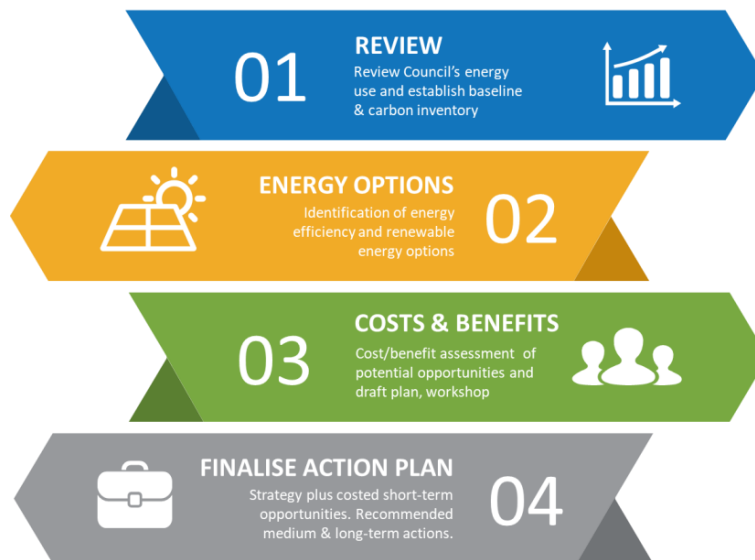 01
REVIEW
Review Council's energy
use and establish baseline
& carbon inventory
ENERGY OPTIONS
Identification of energy
efficiency and renewable
energy options
02
03
COSTS & BENEFITS
Cost/benefit assessment of
potential opportunities and
draft plan, workshop
FINALISE ACTION PLAN
Strategy plus costed short-term
opportunities. Recommended
medium & long-term actions.
04